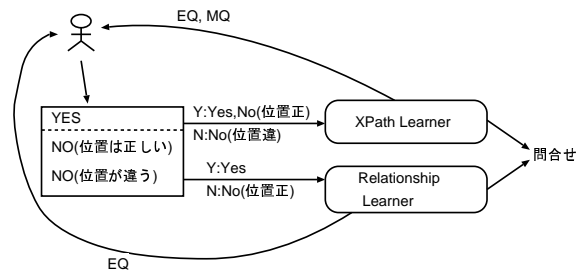 EQ, MQ
YES
NO(位置は正しい)
NO(位置が違う)
Y:Yes,No(位置正)
N:No(位置違)
XPath Learner
Y:Yes
N:No(位置正)
Relationship
Learner
問合せ
EQ